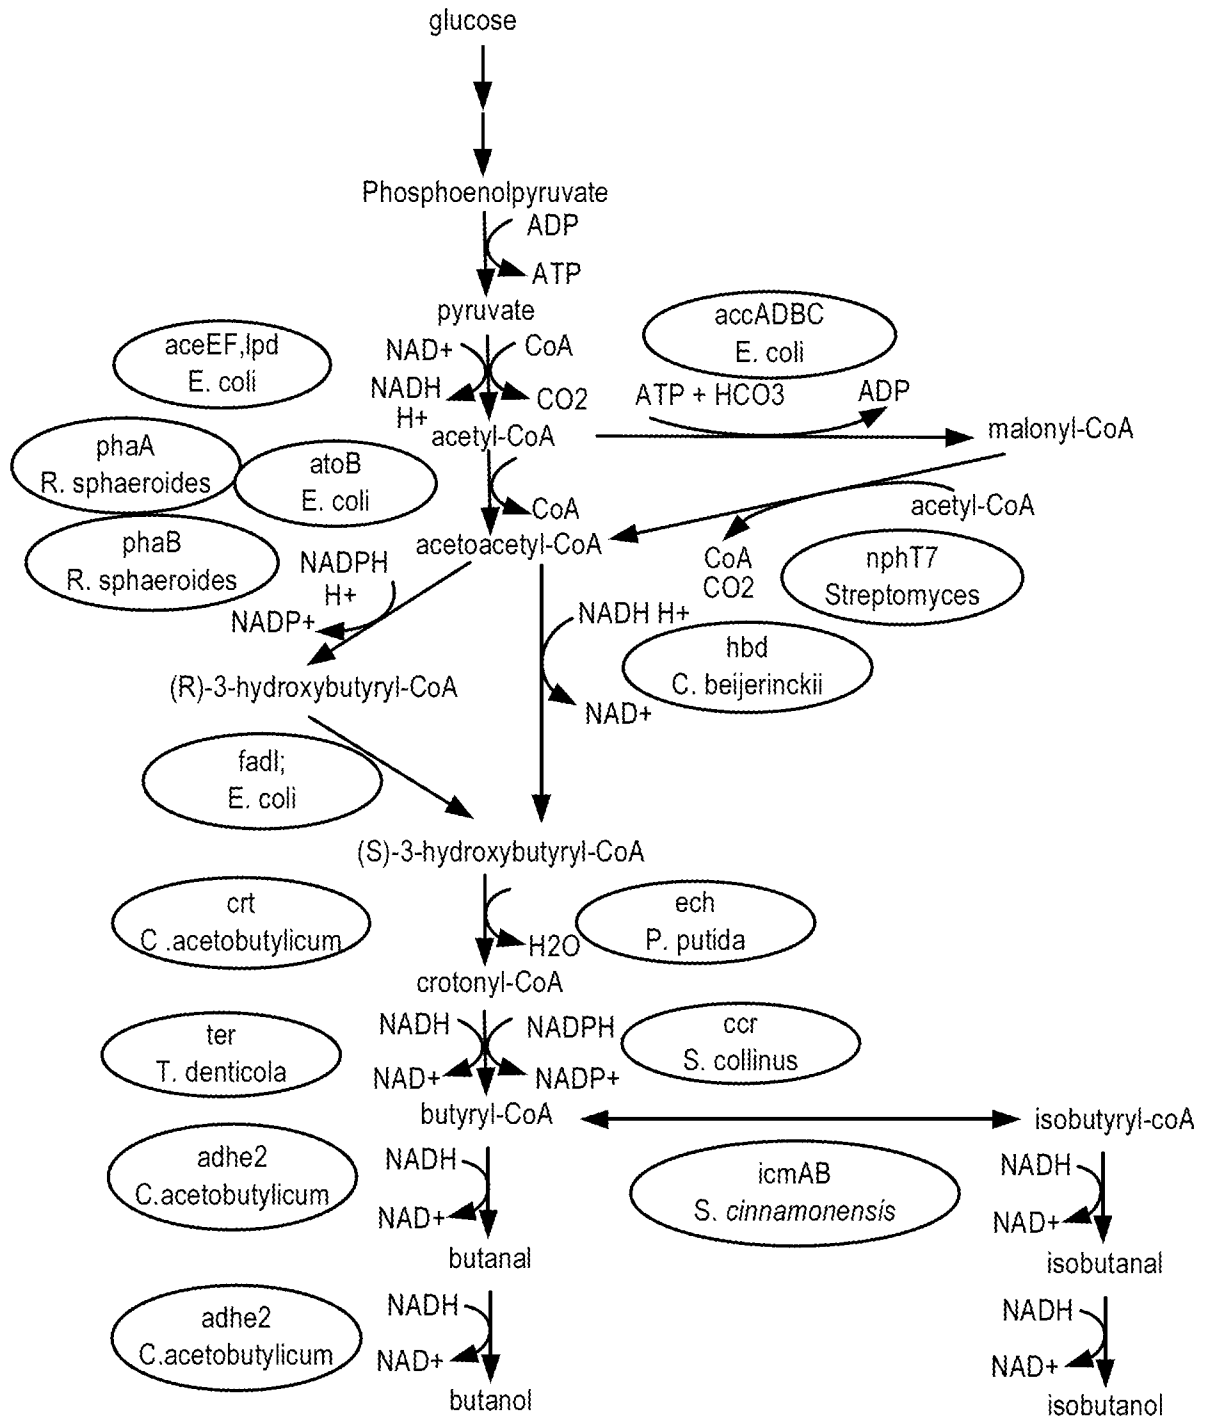 glucose
Phosphoenolpyruvate
ADP
ATP
pyruvate
accADBC
E. coli
aceEF,lpd
E. coli
NAD+
CoA
NADH
H+
CO2
ATP + HCO3
ADP
acetyl-CoA
malonyl-CoA
phaA
R. sphaeroides
atoB
E. coli
CoA
acetyl-CoA
acetoacetyl-CoA
CoA
CO2
phaB
R. sphaeroides
NADPH
H+
NADP+
nphT7
Streptomyces
NADH H+
hbd
C. beijerinckii
NAD+
(R)-3-hydroxybutyryl-CoA
fadI;
E. coli
(S)-3-hydroxybutyryl-CoA
crt
C .acetobutylicum
H2O
ech
P. putida
crotonyl-CoA
ter
T. denticola
NADH
NADPH
NAD+
NADP+
ccr
S. collinus
butyryl-CoA
isobutyryl-coA
adhe2
C.acetobutylicum
NADH
NAD+
icmAB
S. cinnamonensis
NADH
NAD+
butanal
isobutanal
adhe2
C.acetobutylicum
NADH
NAD+
NADH
NAD+
butanol
isobutanol